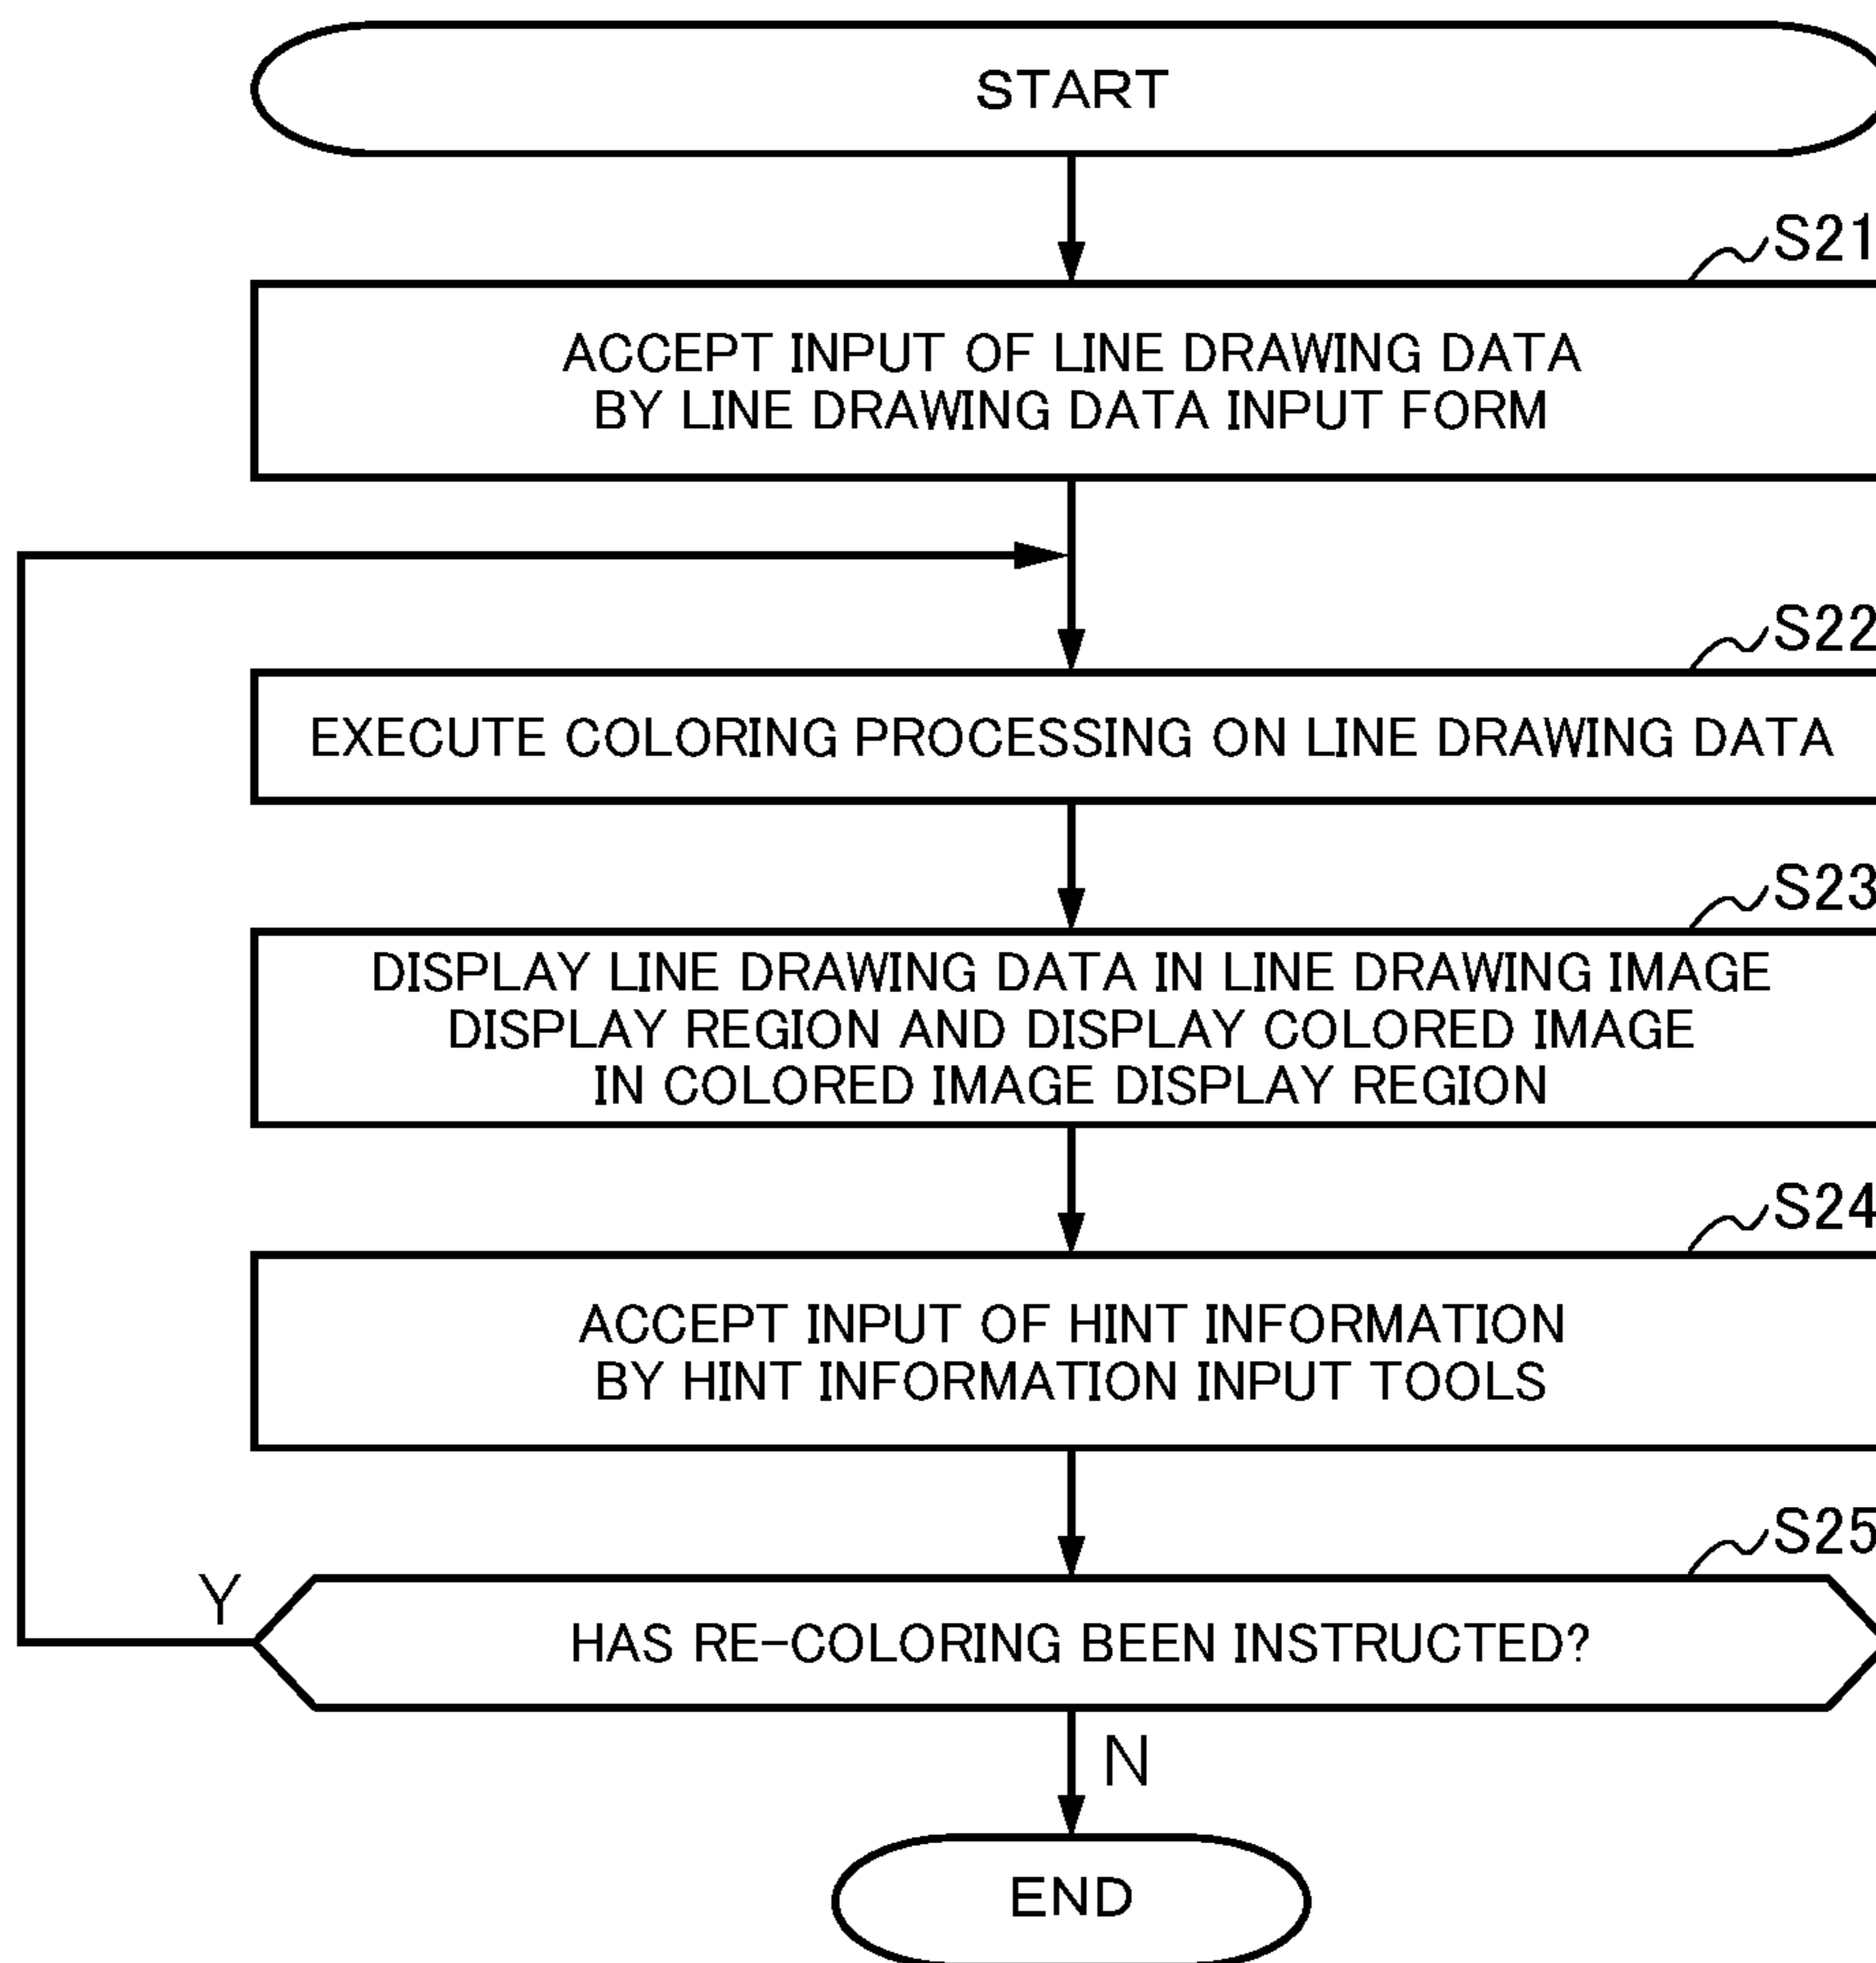 START
S21
ACCEPT INPUT OF LINE DRAWING DATA
BY LINE DRAWING DATA INPUT FORM
S22
EXECUTE COLORING PROCESSING ON LINE DRAWING DATA
S23
DISPLAY LINE DRAWING DATA IN LINE DRAWING IMAGE
DISPLAY REGION AND DISPLAY COLORED IMAGE
IN COLORED IMAGE DISPLAY REGION
S24
ACCEPT INPUT OF HINT INFORMATION
BY HINT INFORMATION INPUT TOOLS
S25
Y
HAS RE-COLORING BEEN INSTRUCTED?
N
END